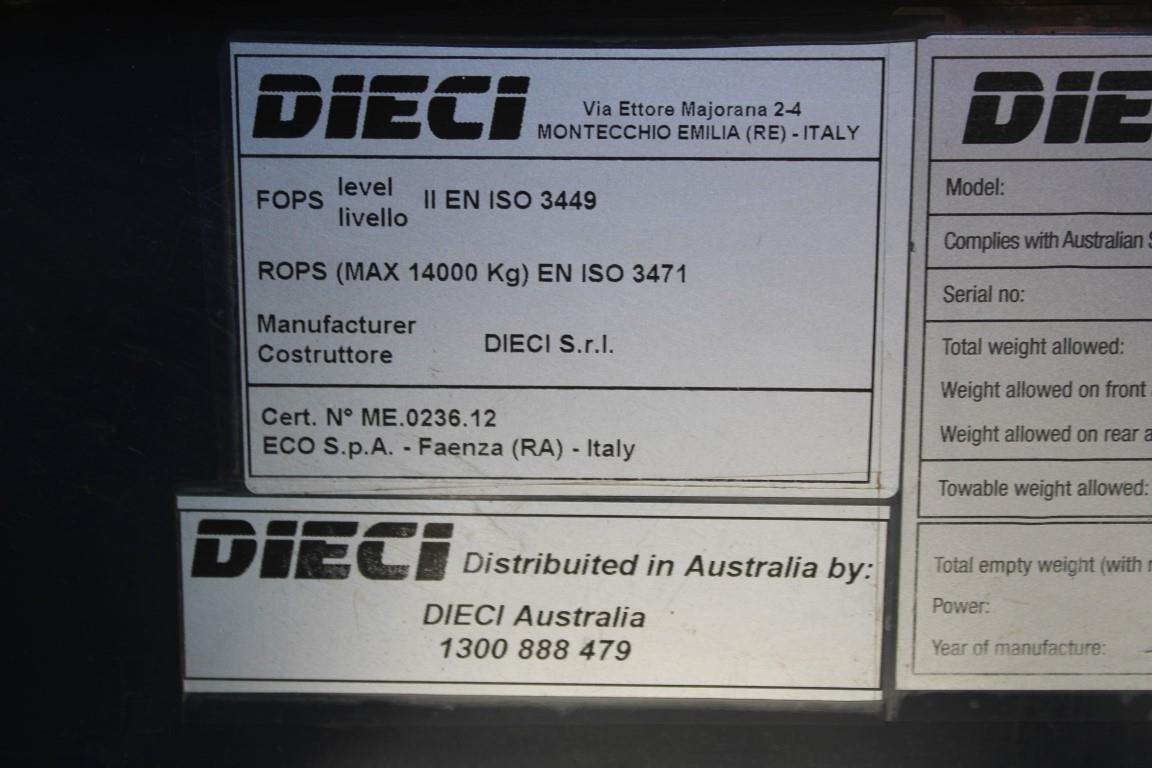 DIECI
Via Ettore Majorana 2-4
MONTECCHIO EMILIA (RE) - ITALY
FOPS level livello II EN ISO 3449
ROPS (MAX 14000 Kg) EN ISO 3471
Manufacturer
Costruttore
DIECI S.r.l.
Cert. N° ME.0236.12
ECO S.p.A. - Faenza (RA) - Italy
DIECI Distribuited in Australia by:
DIECI Australia
1300 888 479
DIE
Model:
Complies with Australian
Serial no:
Total weight allowed:
Weight allowed on front
Weight allowed on rear
Towable weight allowed:
Total empty weight (with
Power:
Year of manufacture: